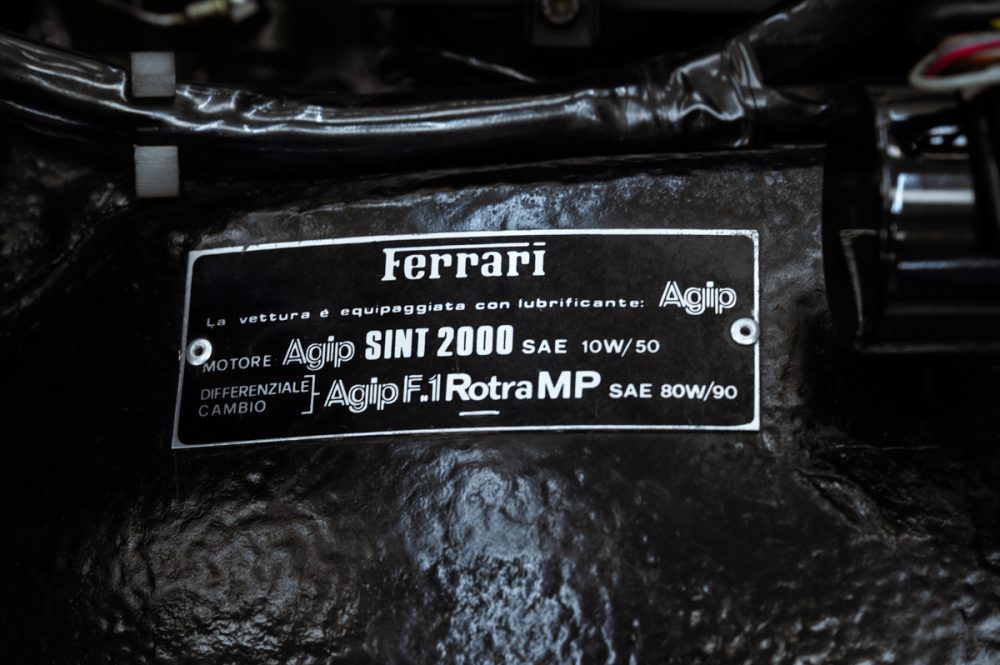 Ferrari
La vettura è equipaggiata con lubrificante: Agip
MOTORE Agip SINT 2000 SAE 10W/50
DIFFERENZIALE
CAMBIO } Agip F.1 Rotra MP SAE 80W/90